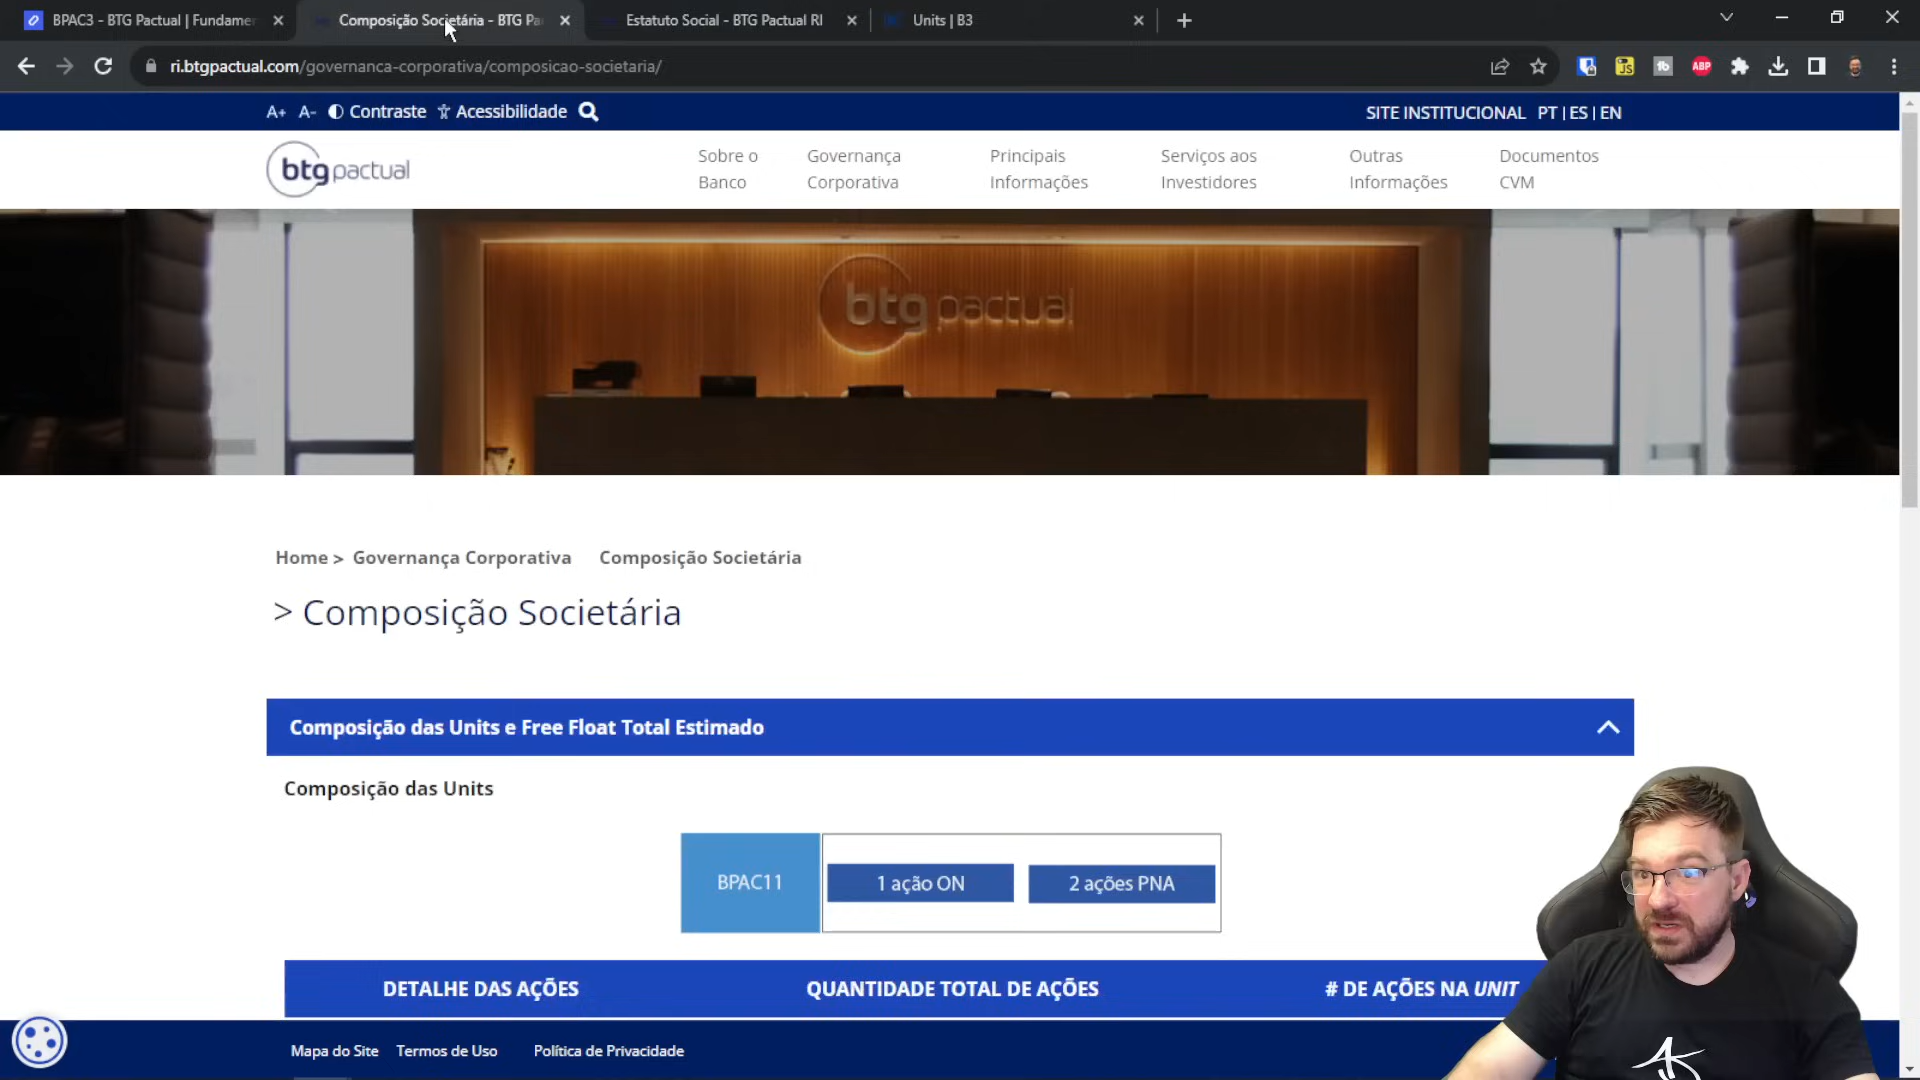 BPAC3 - BTG Pactual | Fundamen
Composição Societária - BTG Pa
Estatuto Social - BTG Pactual RI
Units | B3
ri.btgpactual.com/governanca-corporativa/composicao-societaria/
JS
ABP
A+ A- Contraste Acessibilidade
SITE INSTITUCIONAL PT | ES | EN
btg pactual
Sobre o Banco
Governança Corporativa
Principais Informações
Serviços aos Investidores
Outras Informações
Documentos CVM
btg pactual
Home > Governança Corporativa Composição Societária
> Composição Societária
Composição das Units e Free Float Total Estimado
Composição das Units
BPAC11 1 ação ON 2 ações PNA
DETALHE DAS AÇÕES QUANTIDADE TOTAL DE AÇÕES # DE AÇÕES NA UNIT
Mapa do Site Termos de Uso Política de Privacidade